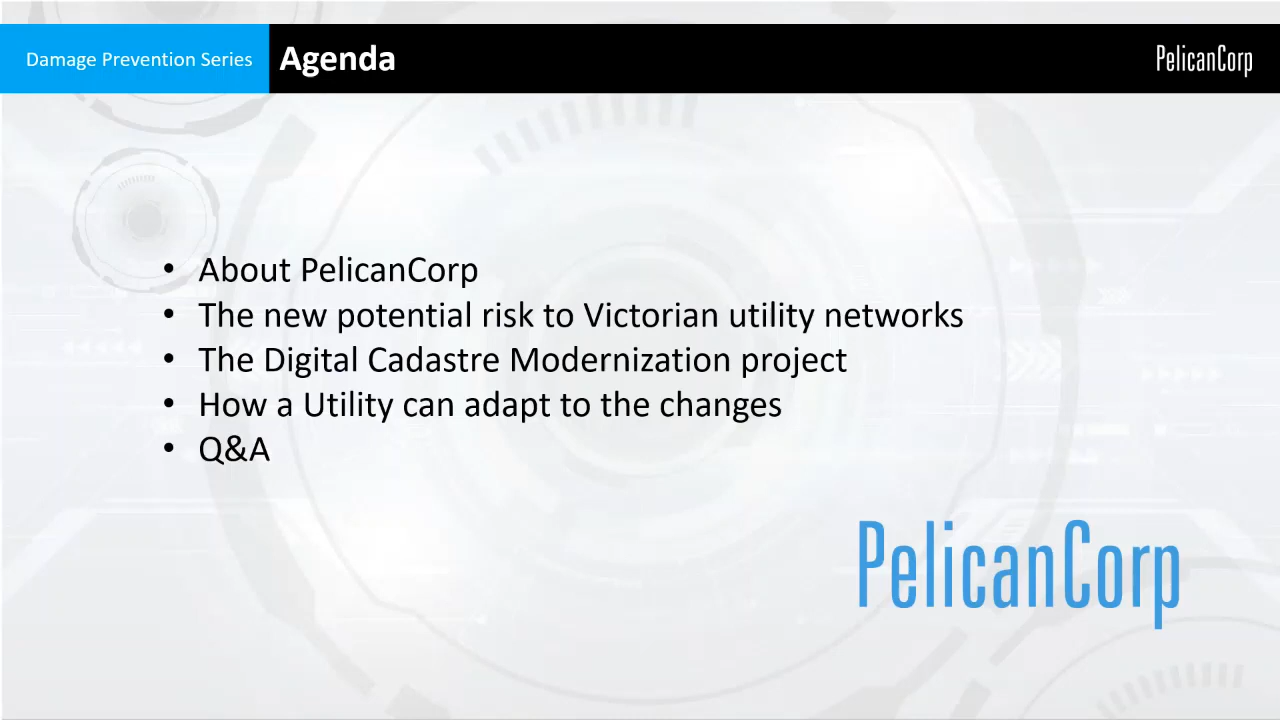 Damage Prevention Series
Agenda
PelicanCorp
• About PelicanCorp
• The new potential risk to Victorian utility networks
• The Digital Cadastre Modernization project
• How a Utility can adapt to the changes
• Q&A
PelicanCorp